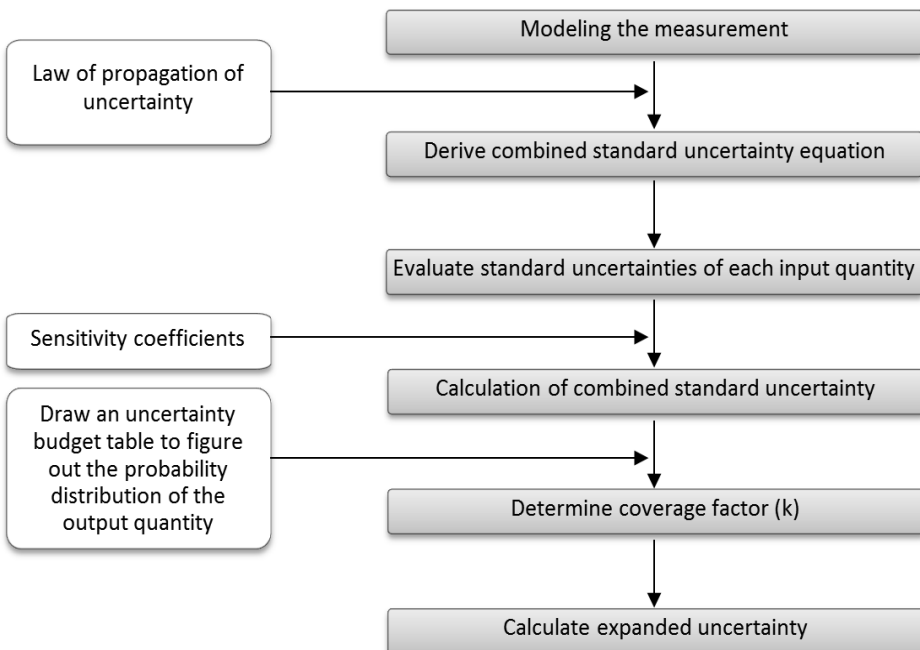 Modeling the measurement
Law of propagation of
uncertainty
Derive combined standard uncertainty equation
Evaluate standard uncertainties of each input quantity
Sensitivity coefficients
Calculation of combined standard uncertainty
Draw an uncertainty
budget table to figure
out the probability
distribution of the
output quantity
Determine coverage factor (k)
Calculate expanded uncertainty